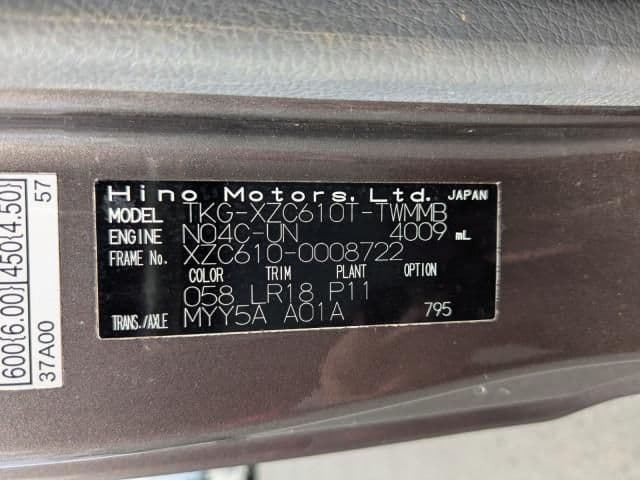 Hino Motors, Ltd. JAPAN
MODEL TKG-XZC610T-TWMMB
ENGINE N04C-UN 4009 mL
FRAME No. XZC610-0008722
COLOR TRIM PLANT OPTION
058 LR18 P11
TRANS./AXLE MYY5A A01A 795
600(6.00) 450(4.50)
37A00 57